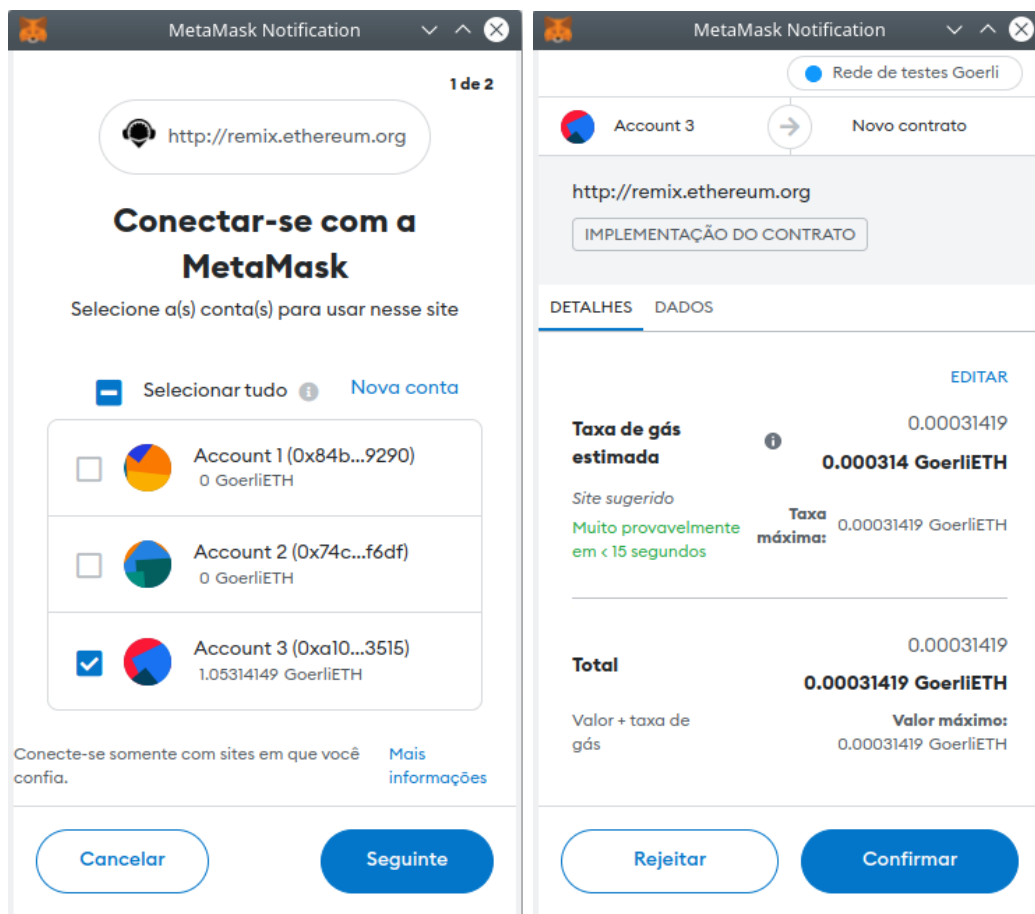 MetaMask Notification
1 de 2
http://remix.ethereum.org
Conectar-se com a
MetaMask
Selecione a(s) conta(s) para usar nesse site
Selecionar tudo
Nova conta
Account 1 (0x84b...9290)
0 GoerliETH
Account 2 (0x74c...f6df)
0 GoerliETH
Account 3 (0xa10...3515)
1.05314149 GoerliETH
Conecte-se somente com sites em que você
confia.
Mais
informações
Cancelar
Seguinte
MetaMask Notification
Rede de testes Goerli
Account 3
Novo contrato
http://remix.ethereum.org
IMPLEMENTAÇÃO DO CONTRATO
DETALHES
DADOS
EDITAR
Taxa de gás
estimada
0.00031419
0.000314 GoerliETH
Site sugerido
Muito provavelmente
em < 15 segundos
Taxa
máxima:
0.00031419 GoerliETH
Total
0.00031419
0.00031419 GoerliETH
Valor + taxa de
gás
Valor máximo:
0.00031419 GoerliETH
Rejeitar
Confirmar